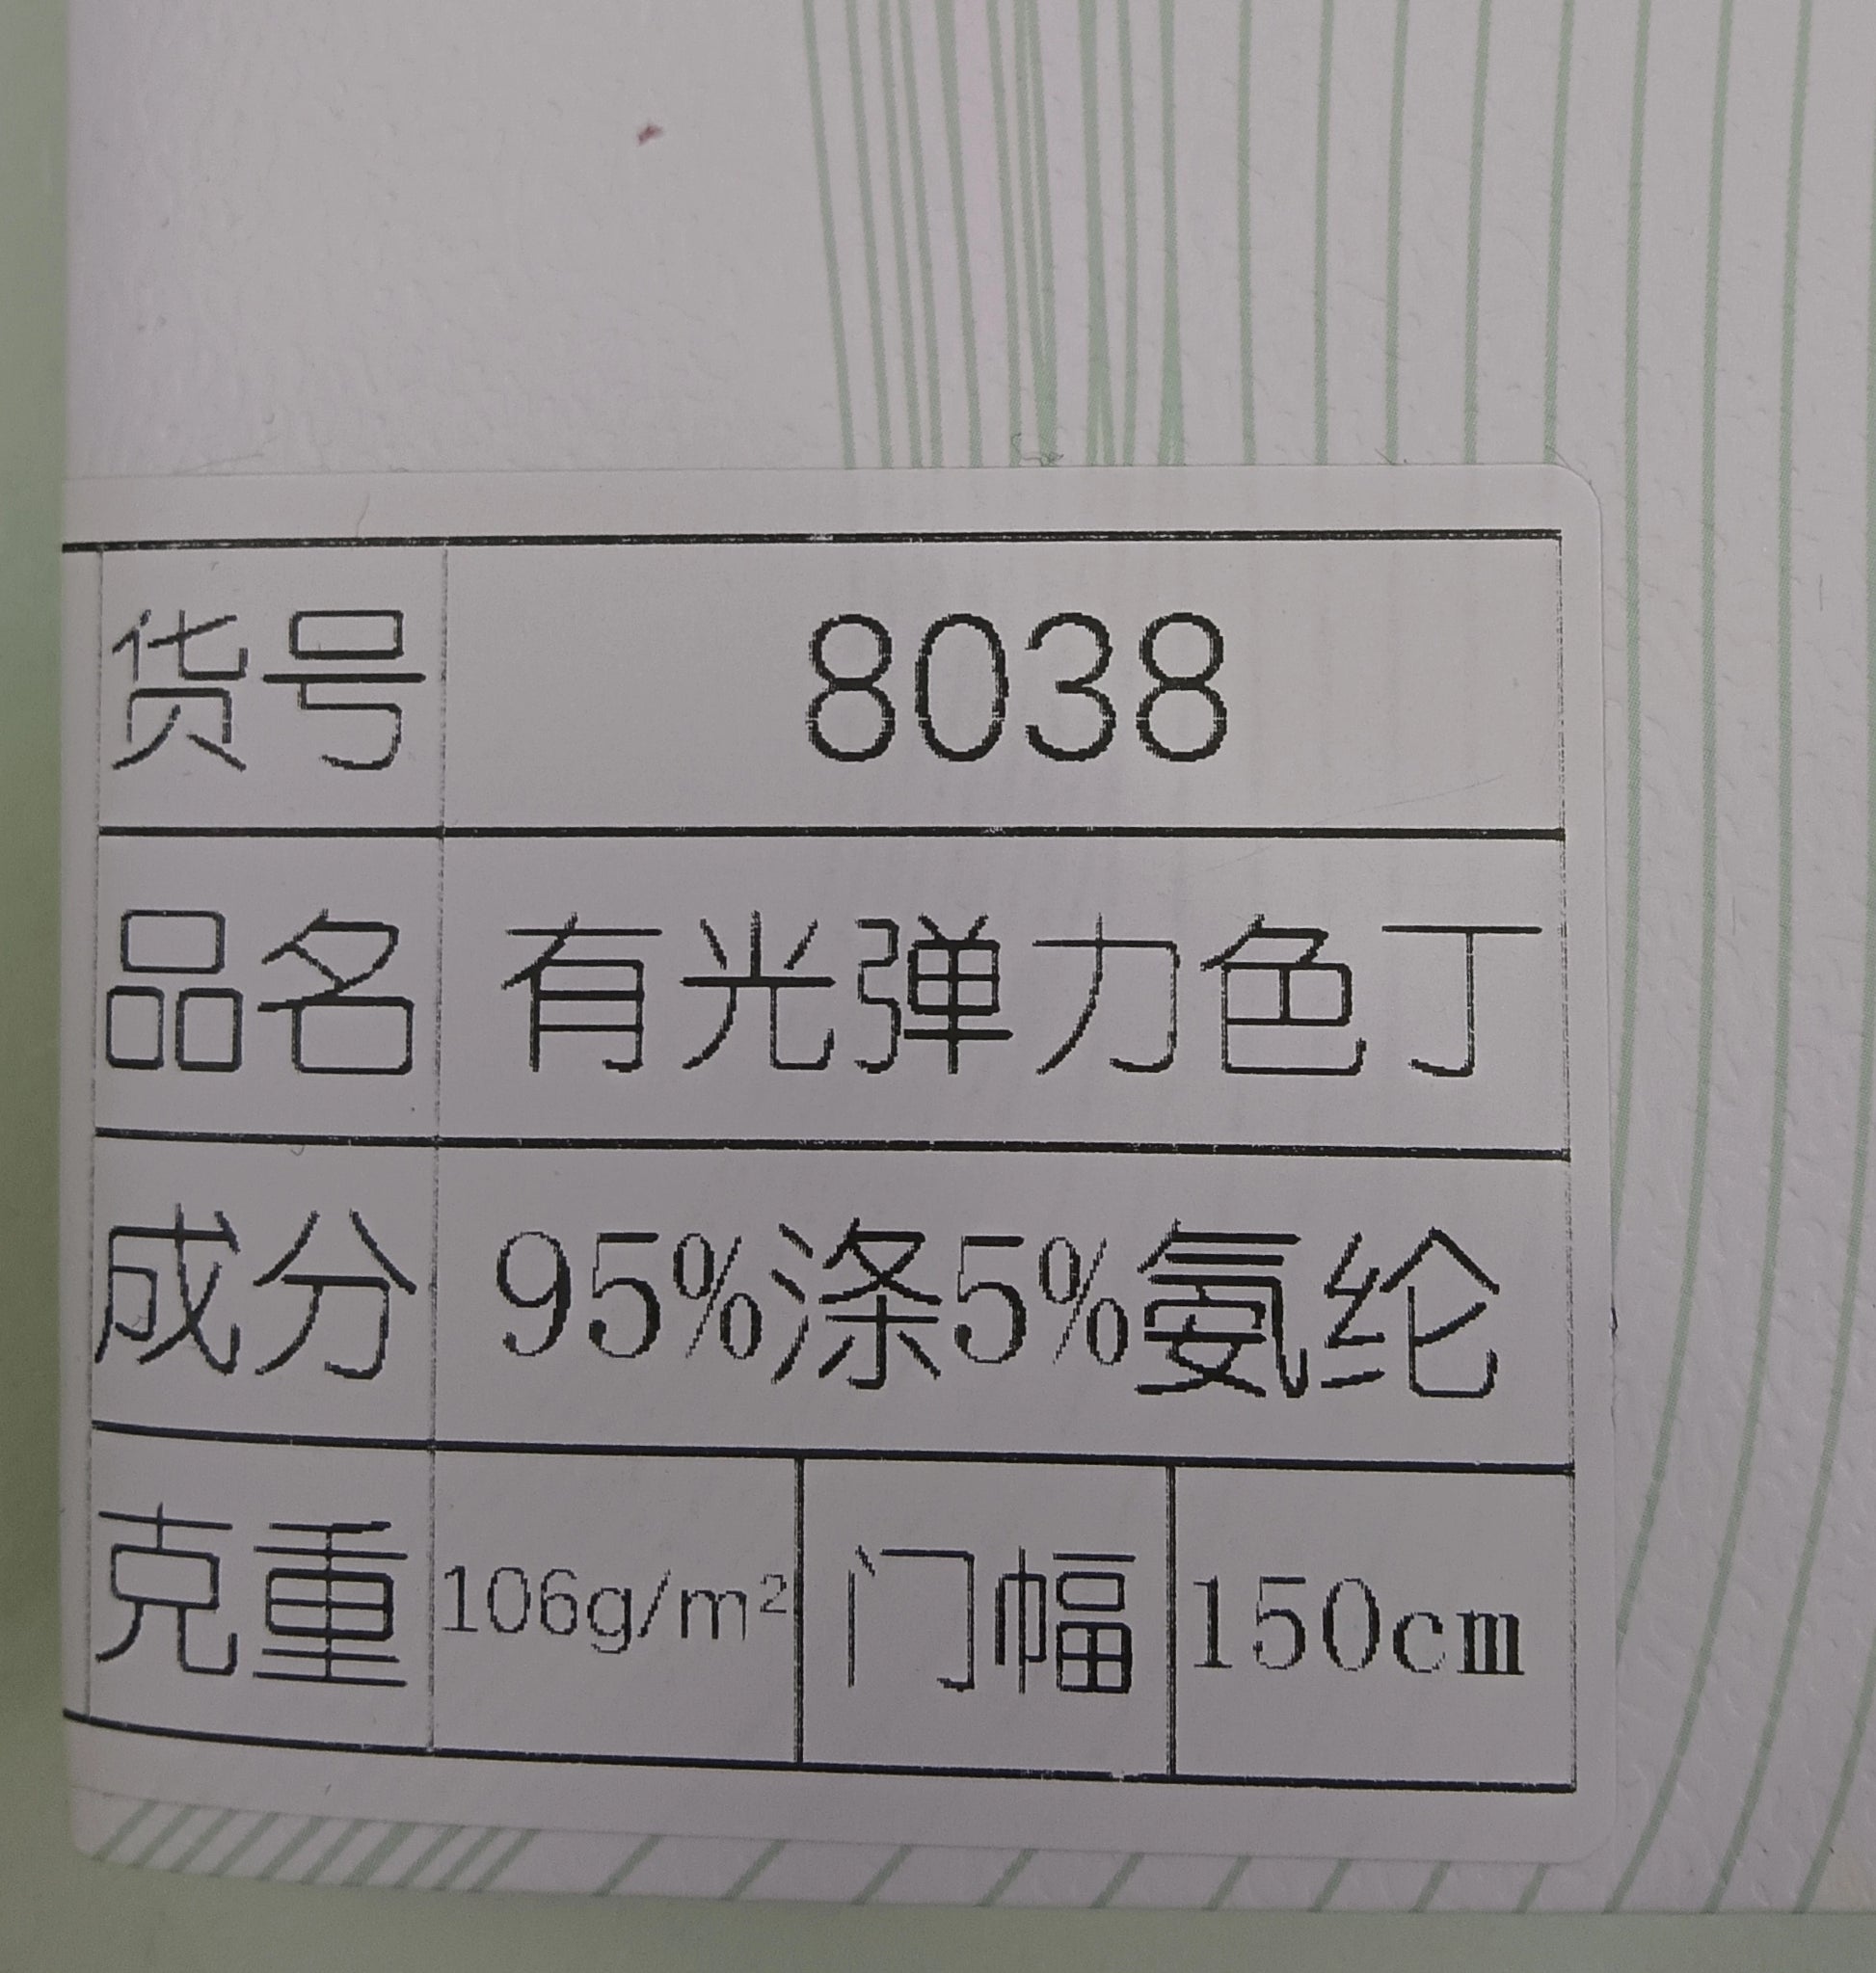 货号 8038
品名 有光弹力色丁
成分 95%涤5%氨纶
克重 106g/m² 门幅 150cm